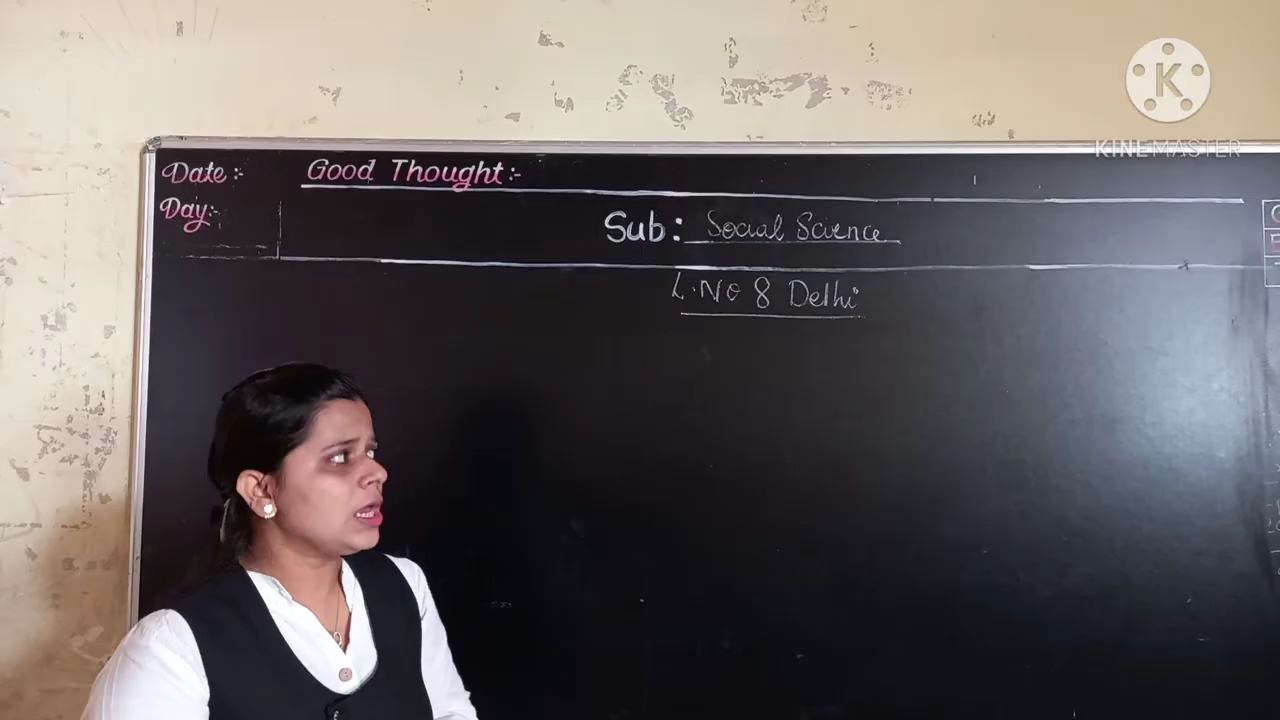 K
KINEMASTER
Date :-
Good Thought :-
Day:-
Sub: Social Science
L.No 8 Delhi